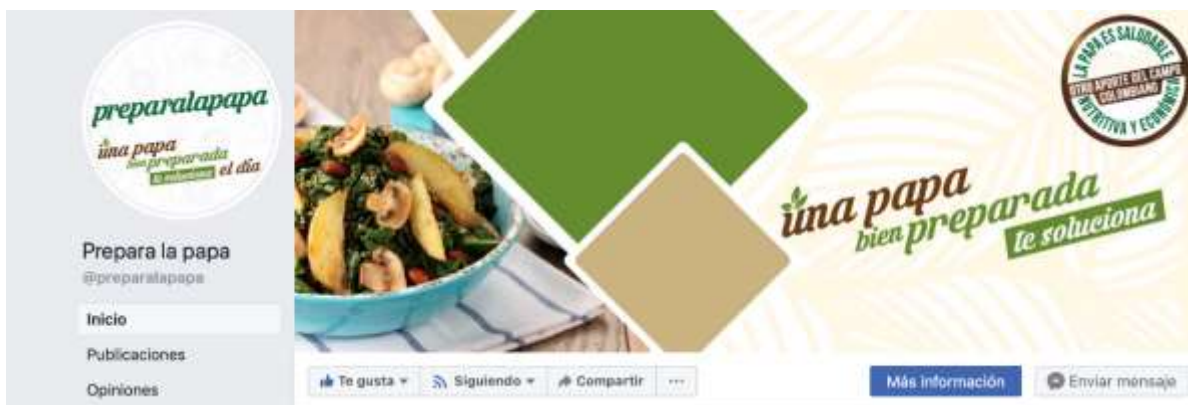 preparalapapa
una papa
bien preparada
te soluciona el día
Prepara la papa
@preparalapapa
Inicio
Publicaciones
Opiniones
LA PAPA ES SALUDABLE
OTRO APORTE DEL CAMPO
COLOMBIANO
NUTRITIVA Y ECONÓMICA
una papa
bien preparada
te soluciona
Te gusta
Siguiendo
Compartir
...
Más información
Enviar mensaje